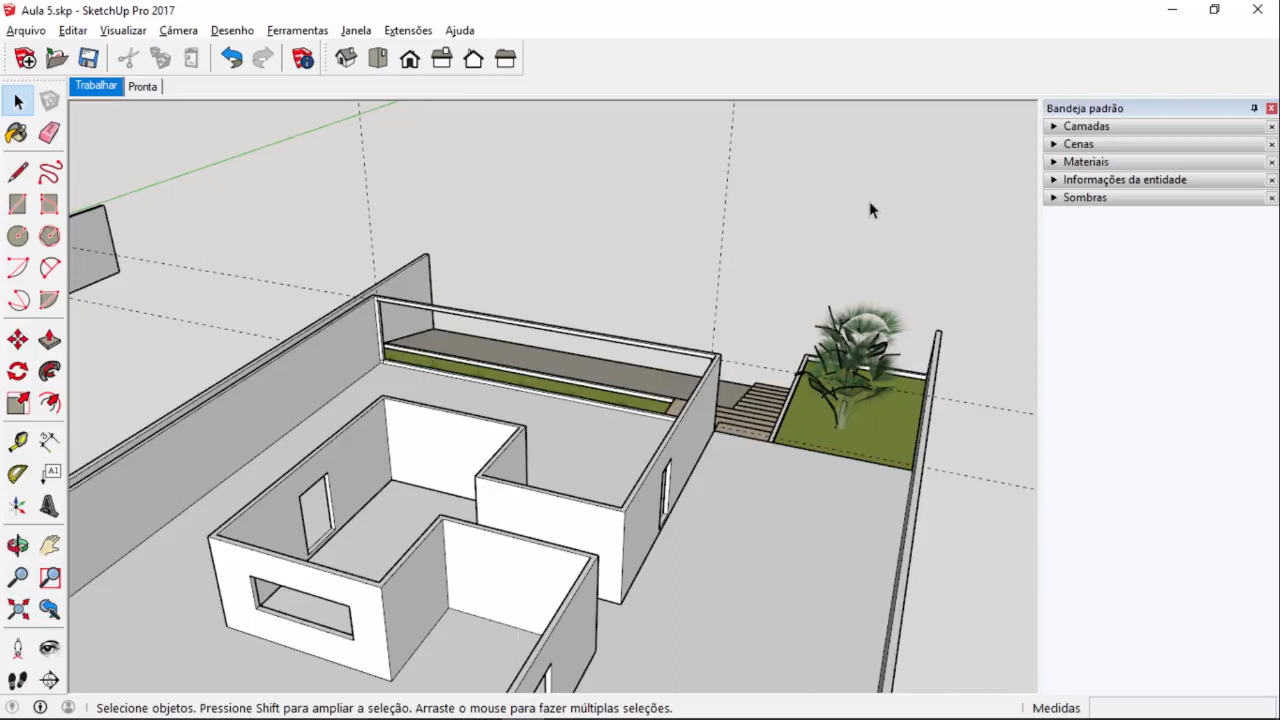 Aula 5.skp - SketchUp Pro 2017
Arquivo Editar Visualizar Câmera Desenho Ferramentas Janela Extensões Ajuda
Trabalhar Pronta
Bandeja padrão
Camadas
Cenas
Materiais
Informações da entidade
Sombras
A1
Selecione objetos. Pressione Shift para ampliar a seleção. Arraste o mouse para fazer múltiplas seleções.
Medidas